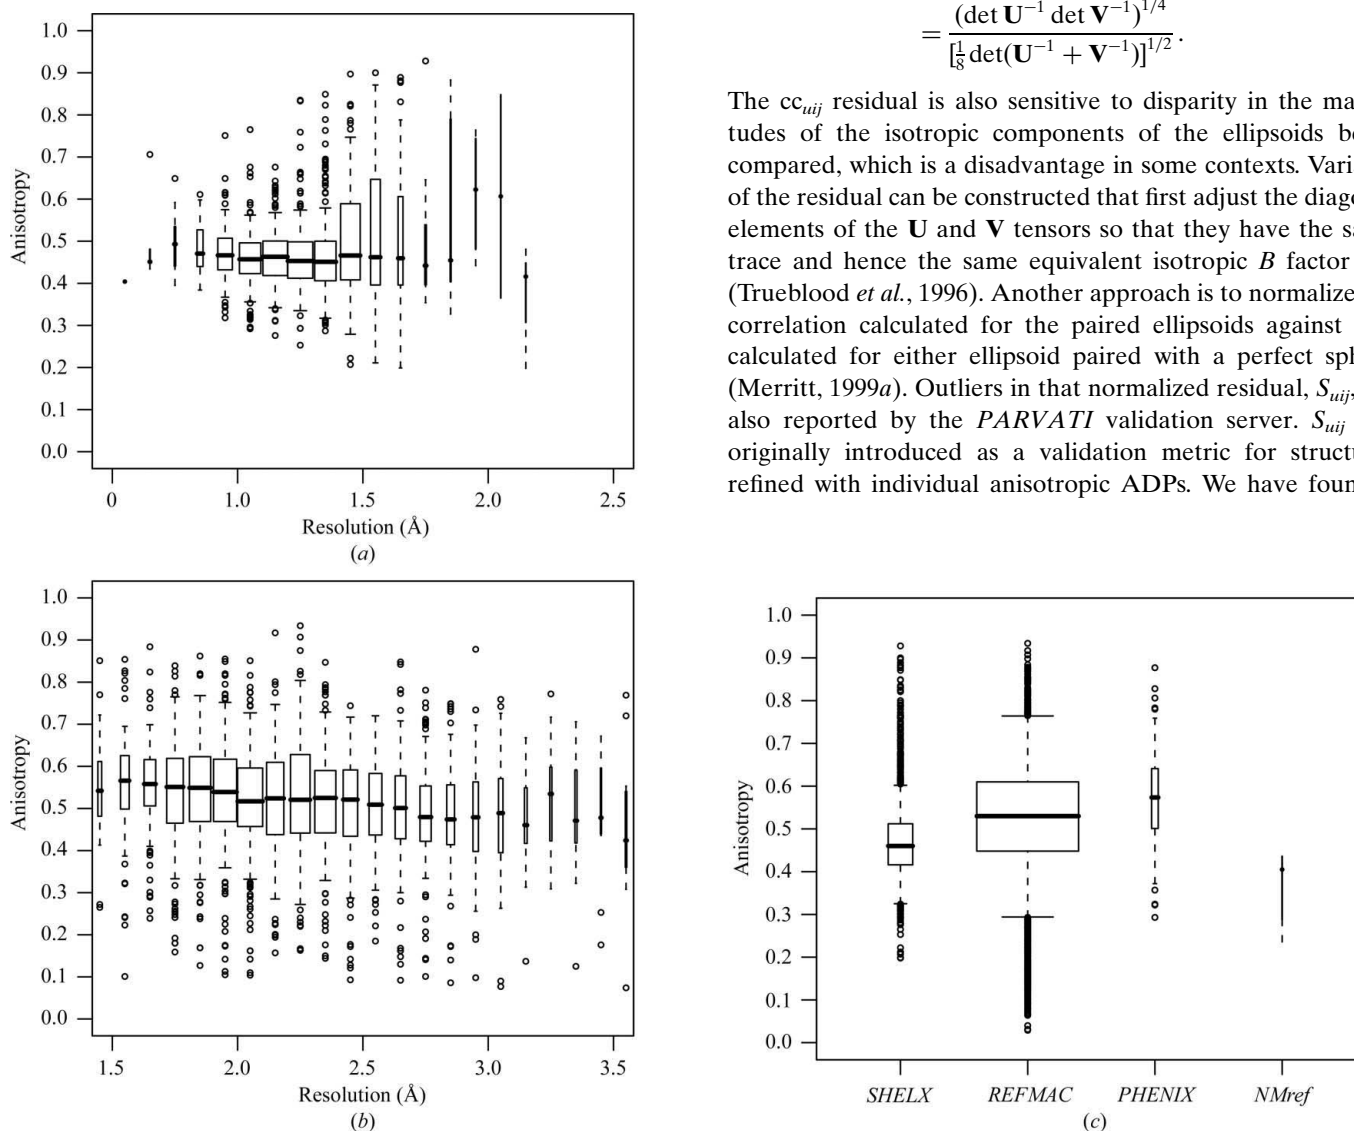 1.0
0.9
0.8
0.7
0.6
0.5
0.4
0.3
0.2
0.1
0.0
Anisotropy
0 1.0 1.5 2.0 2.5
Resolution (Å)
(a)
1.0
0.9
0.8
0.7
0.6
0.5
0.4
0.3
0.2
0.1
0.0
Anisotropy
1.5 2.0 2.5 3.0 3.5
Resolution (Å)
(b)
= (det U⁻¹ det V⁻¹)^{1/4} / [⅛ det(U⁻¹ + V⁻¹)]^{1/2}.
The cc_{uij} residual is also sensitive to disparity in the ma
tudes of the isotropic components of the ellipsoids be
compared, which is a disadvantage in some contexts. Vari
of the residual can be constructed that first adjust the diago
elements of the U and V tensors so that they have the sa
trace and hence the same equivalent isotropic B factor
(Trueblood et al., 1996). Another approach is to normalize
correlation calculated for the paired ellipsoids against
calculated for either ellipsoid paired with a perfect sph
(Merritt, 1999a). Outliers in that normalized residual, S_{uij},
also reported by the PARVATI validation server. S_{uij}
originally introduced as a validation metric for structu
refined with individual anisotropic ADPs. We have foun
1.0
0.9
0.8
0.7
0.6
0.5
0.4
0.3
0.2
0.1
0.0
Anisotropy
SHELX REFMAC PHENIX NMref
(c)